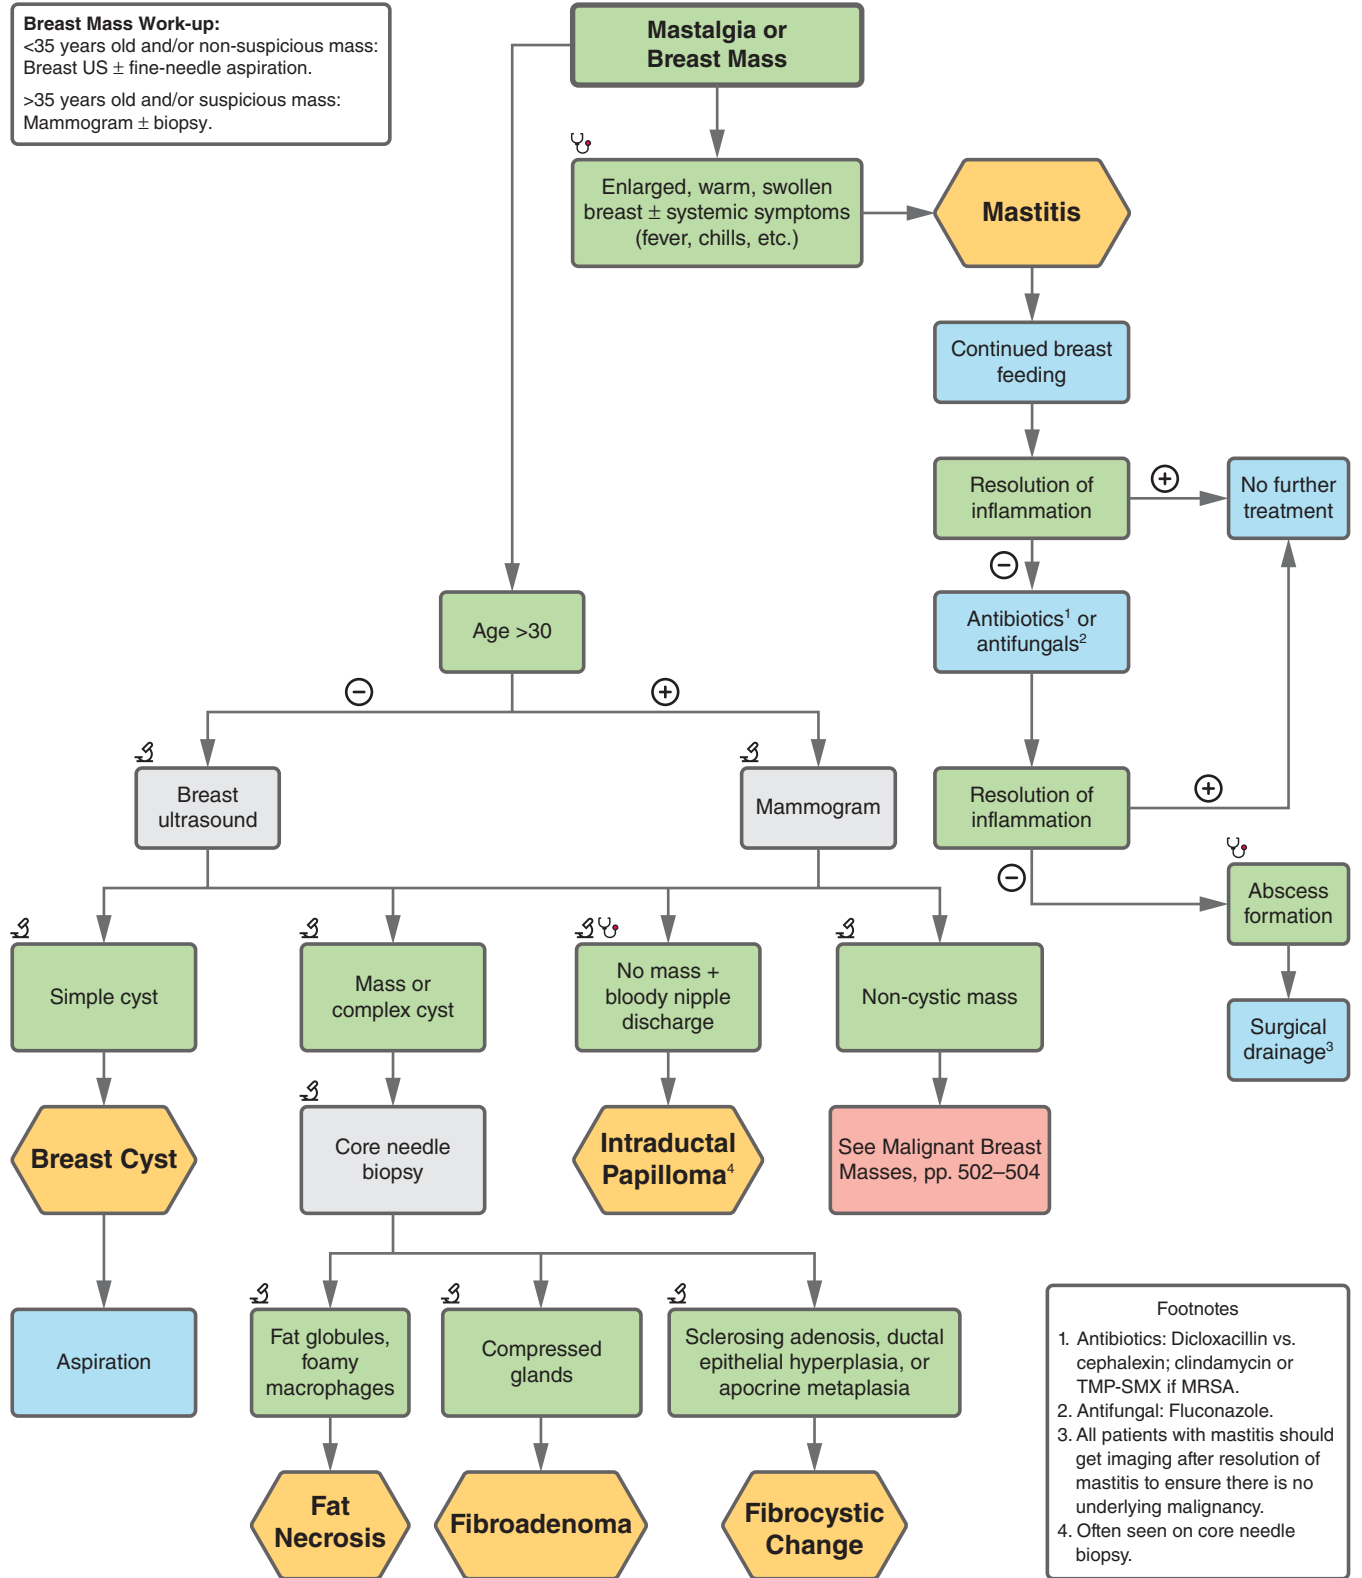 Breast Mass Work-up:
<35 years old and/or non-suspicious mass:
Breast US ± fine-needle aspiration.
>35 years old and/or suspicious mass:
Mammogram ± biopsy.
Mastalgia or
Breast Mass
Enlarged, warm, swollen
breast ± systemic symptoms
(fever, chills, etc.)
Mastitis
Continued breast
feeding
Resolution of
inflammation
+
No further
treatment
−
Antibiotics¹ or
antifungals²
Age >30
−
+
Breast
ultrasound
Mammogram
Resolution of
inflammation
+
−
Abscess
formation
Surgical
drainage³
Simple cyst
Mass or
complex cyst
No mass +
bloody nipple
discharge
Non-cystic mass
Breast Cyst
Core needle
biopsy
Intraductal
Papilloma⁴
See Malignant Breast
Masses, pp. 502–504
Aspiration
Fat globules,
foamy
macrophages
Compressed
glands
Sclerosing adenosis, ductal
epithelial hyperplasia, or
apocrine metaplasia
Fat
Necrosis
Fibroadenoma
Fibrocystic
Change
Footnotes
1. Antibiotics: Dicloxacillin vs.
cephalexin; clindamycin or
TMP-SMX if MRSA.
2. Antifungal: Fluconazole.
3. All patients with mastitis should
get imaging after resolution of
mastitis to ensure there is no
underlying malignancy.
4. Often seen on core needle
biopsy.